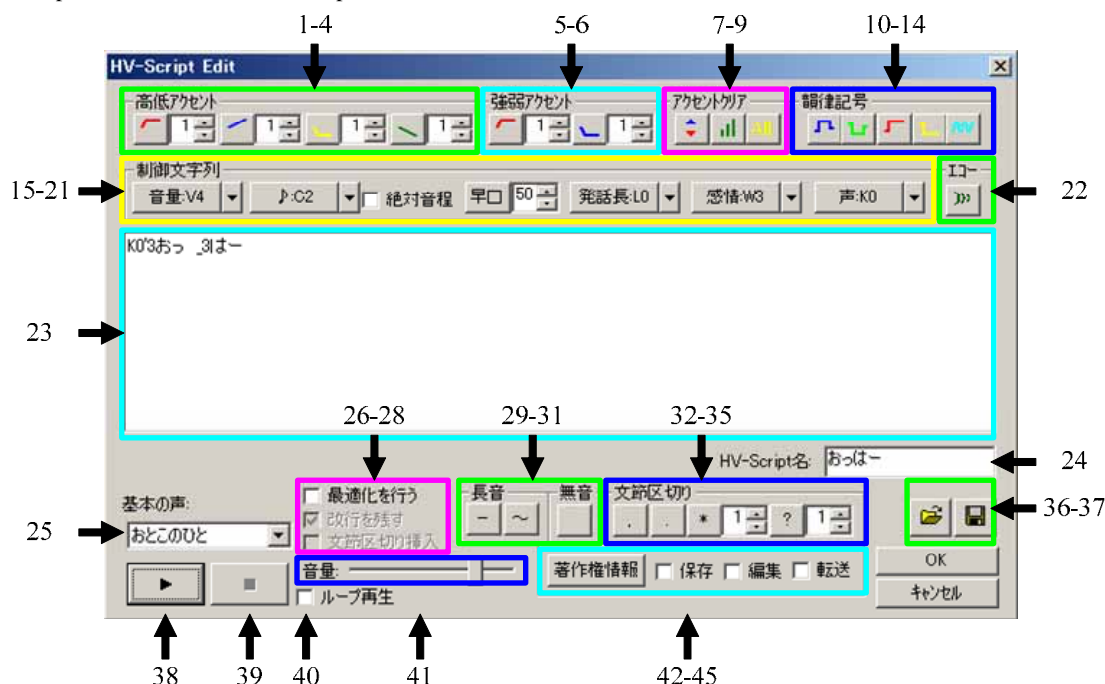 1-4 5-6 7-9 10-14
HV-Script Edit
高低アクセント 強弱アクセント アクセントクリア 韻律記号
1 1 1 1 1 1
制御文字列 エコー
15-21 音量:V4 ♪:C2 絶対音程 早口 50 発話長:L0 感情:W3 声:K0 22
K0'3おっ _3はー
23
26-28 29-31 32-35
HV-Script名: おっはー 24
基本の声: 最適化を行う 長音 無音 文節区切り 36-37
25 おとこのひと 改行を残す - ~ , . * 1 ? 1
文節区切り挿入
音量: 著作権情報 保存 編集 転送 OK
ループ再生 キャンセル
38 39 40 41 42-45